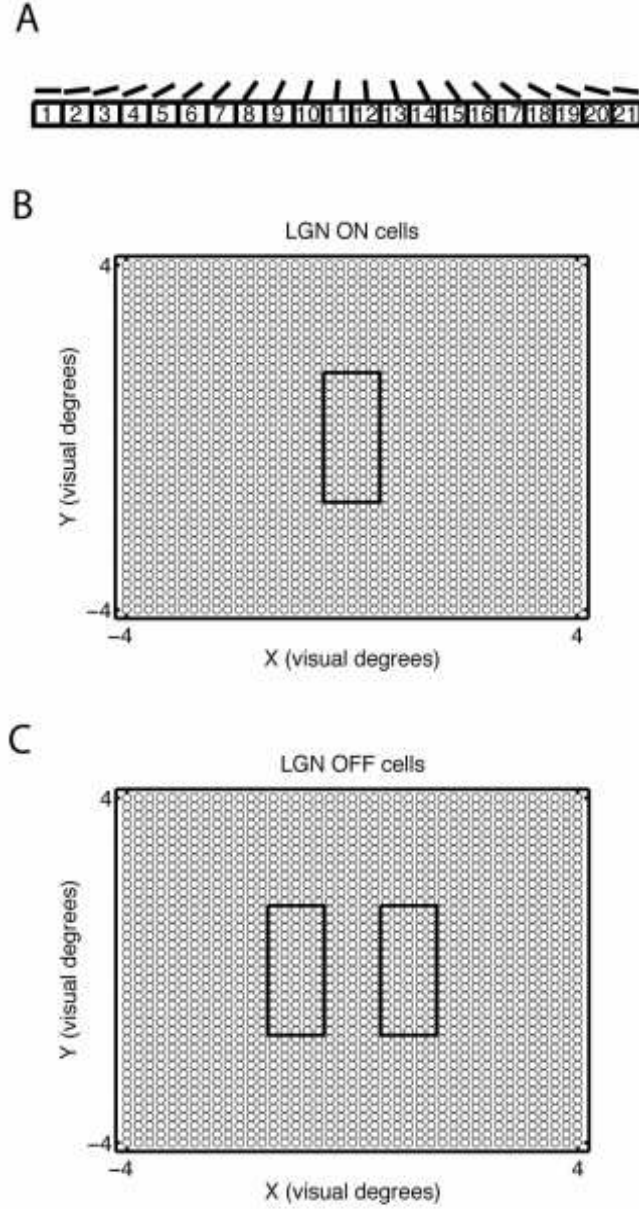 A
1 2 3 4 5 6 7 8 9 10 11 12 13 14 15 16 17 18 19 20 21
B
LGN ON cells
4
Y (visual degrees)
−4
−4 4
X (visual degrees)
C
LGN OFF cells
4
Y (visual degrees)
−4
−4 4
X (visual degrees)